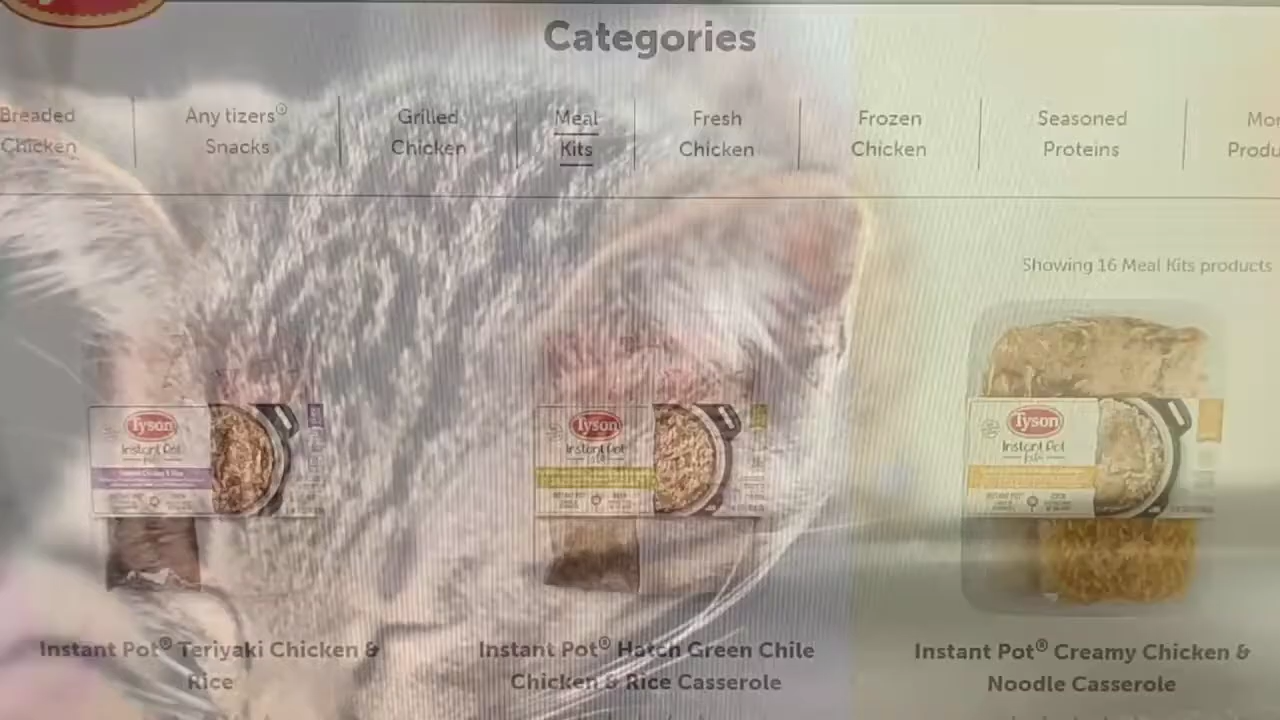 Categories
Breaded Chicken
Any'tizers® Snacks
Grilled Chicken
Meal Kits
Fresh Chicken
Frozen Chicken
Seasoned Proteins
Showing 16 Meal Kits products
Tyson
Instant Pot
Tyson
Instant Pot
Tyson
Instant Pot
Kits
Instant Pot® Teriyaki Chicken &
Rice
Instant Pot® Hatch Green Chile
Chicken & Rice Casserole
Instant Pot® Creamy Chicken &
Noodle Casserole